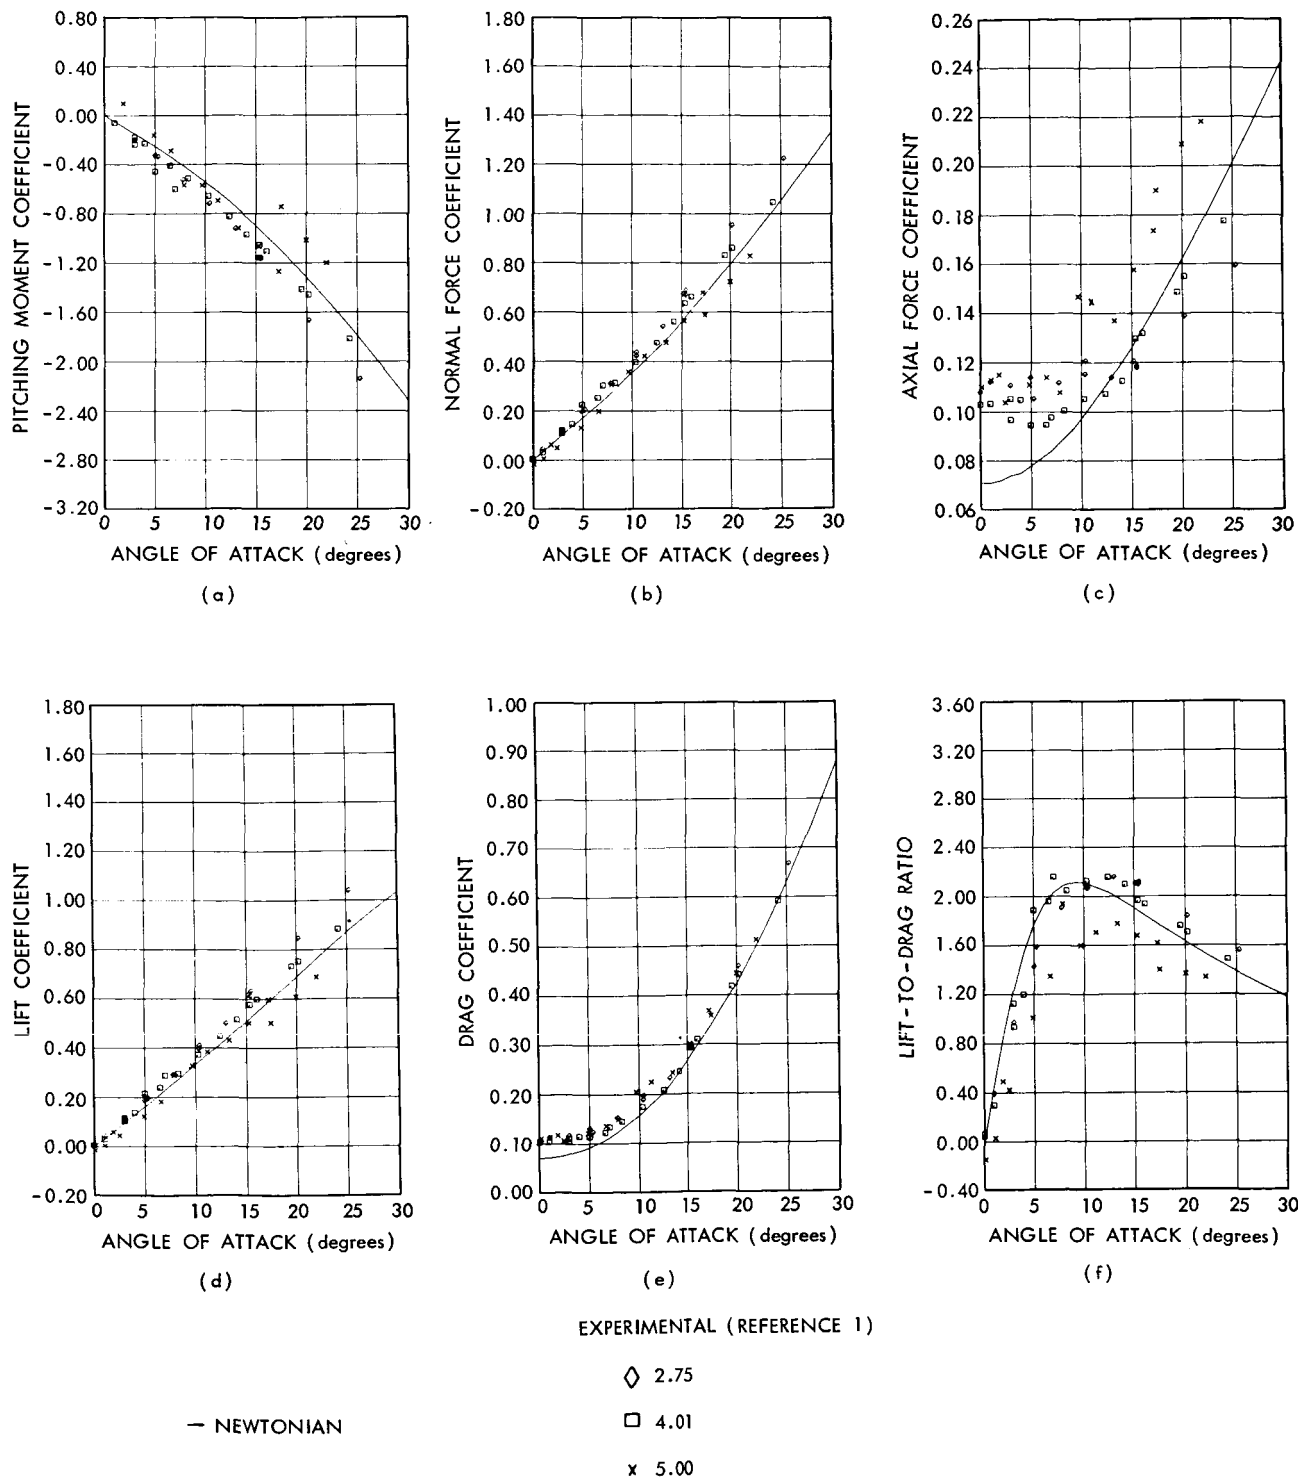 0.80
0.40
0.00
-0.40
-0.80
-1.20
-1.60
-2.00
-2.40
-2.80
-3.20
PITCHING MOMENT COEFFICIENT
0 5 10 15 20 25 30
ANGLE OF ATTACK (degrees)
(a)
1.80
1.60
1.40
1.20
1.00
0.80
0.60
0.40
0.20
0.00
-0.20
NORMAL FORCE COEFFICIENT
0 5 10 15 20 25 30
ANGLE OF ATTACK (degrees)
(b)
0.26
0.24
0.22
0.20
0.18
0.16
0.14
0.12
0.10
0.08
0.06
AXIAL FORCE COEFFICIENT
0 5 10 15 20 25 30
ANGLE OF ATTACK (degrees)
(c)
1.80
1.60
1.40
1.20
1.00
0.80
0.60
0.40
0.20
0.00
-0.20
LIFT COEFFICIENT
0 5 10 15 20 25 30
ANGLE OF ATTACK (degrees)
(d)
1.00
0.90
0.80
0.70
0.60
0.50
0.40
0.30
0.20
0.10
0.00
DRAG COEFFICIENT
0 5 10 15 20 25 30
ANGLE OF ATTACK (degrees)
(e)
3.60
3.20
2.80
2.40
2.00
1.60
1.20
0.80
0.40
0.00
-0.40
LIFT-TO-DRAG RATIO
0 5 10 15 20 25 30
ANGLE OF ATTACK (degrees)
(f)
EXPERIMENTAL (REFERENCE 1)
2.75
— NEWTONIAN
4.01
5.00